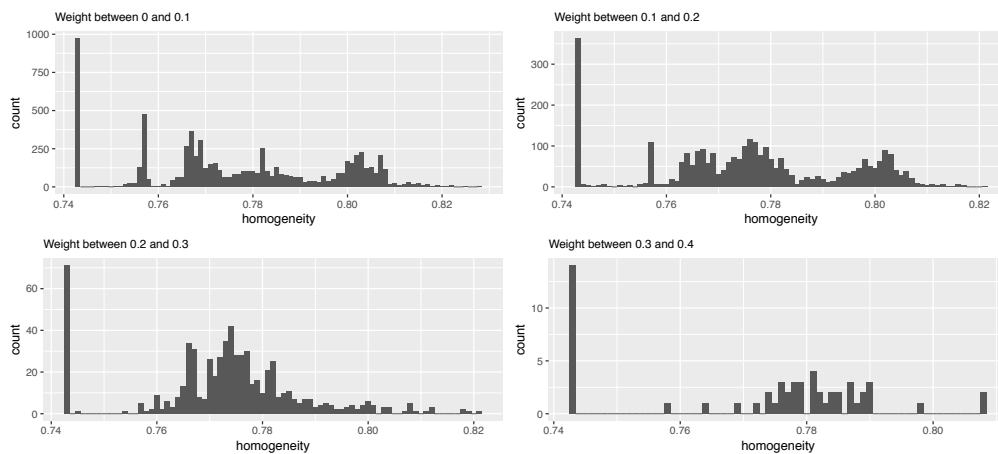 Weight between 0 and 0.1
1000
750
500
250
0
count
0.74 0.76 0.78 0.80 0.82
homogeneity
Weight between 0.1 and 0.2
300
200
100
0
count
0.74 0.76 0.78 0.80 0.82
homogeneity
Weight between 0.2 and 0.3
60
40
20
0
count
0.74 0.76 0.78 0.80 0.82
homogeneity
Weight between 0.3 and 0.4
10
5
0
count
0.74 0.76 0.78 0.80
homogeneity